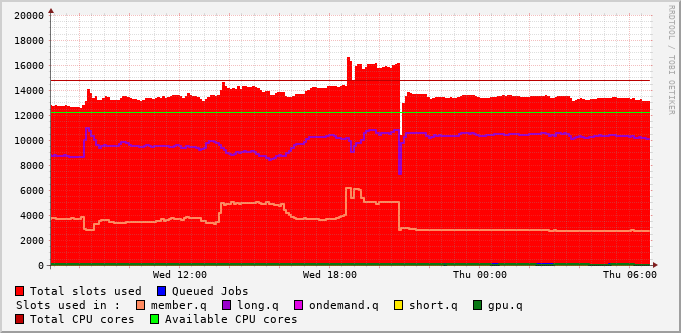 20000
18000
16000
14000
12000
10000
8000
6000
4000
2000
0
Wed 12:00 Wed 18:00 Thu 00:00 Thu 06:00
RRDTOOL / TOBI OETIKER
Total slots used Queued Jobs
Slots used in : member.q long.q ondemand.q short.q gpu.q
Total CPU cores Available CPU cores